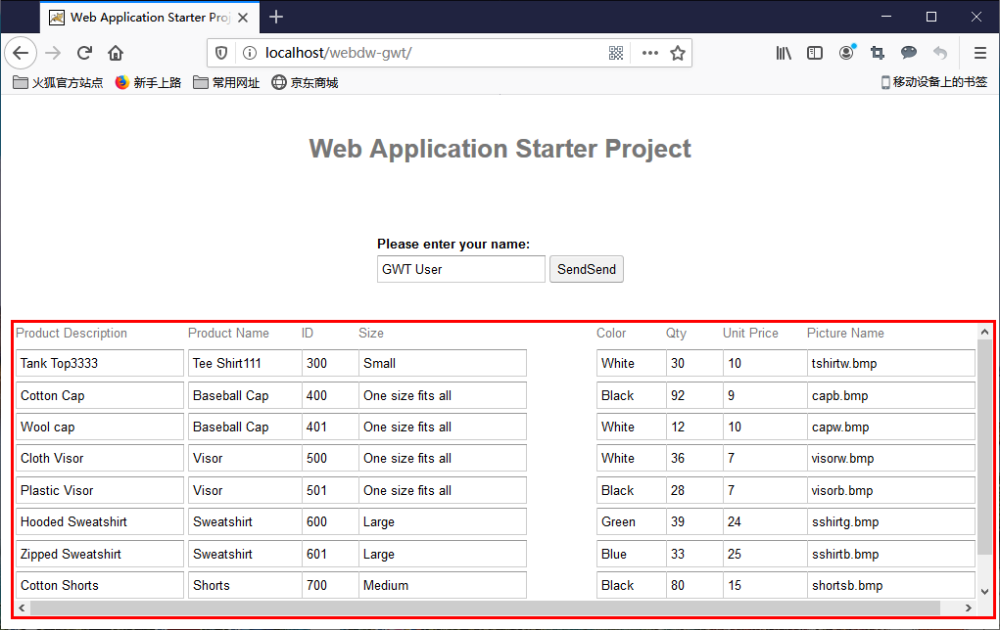 Web Application Starter Proj
localhost/webdw-gwt/
火狐官方站点 新手上路 常用网址 京东商城 移动设备上的书签
Web Application Starter Project
Please enter your name:
GWT User SendSend
Product Description Product Name ID Size Color Qty Unit Price Picture Name
Tank Top3333 Tee Shirt111 300 Small White 30 10 tshirtw.bmp
Cotton Cap Baseball Cap 400 One size fits all Black 92 9 capb.bmp
Wool cap Baseball Cap 401 One size fits all White 12 10 capw.bmp
Cloth Visor Visor 500 One size fits all White 36 7 visorw.bmp
Plastic Visor Visor 501 One size fits all Black 28 7 visorb.bmp
Hooded Sweatshirt Sweatshirt 600 Large Green 39 24 sshirtg.bmp
Zipped Sweatshirt Sweatshirt 601 Large Blue 33 25 sshirtb.bmp
Cotton Shorts Shorts 700 Medium Black 80 15 shortsb.bmp